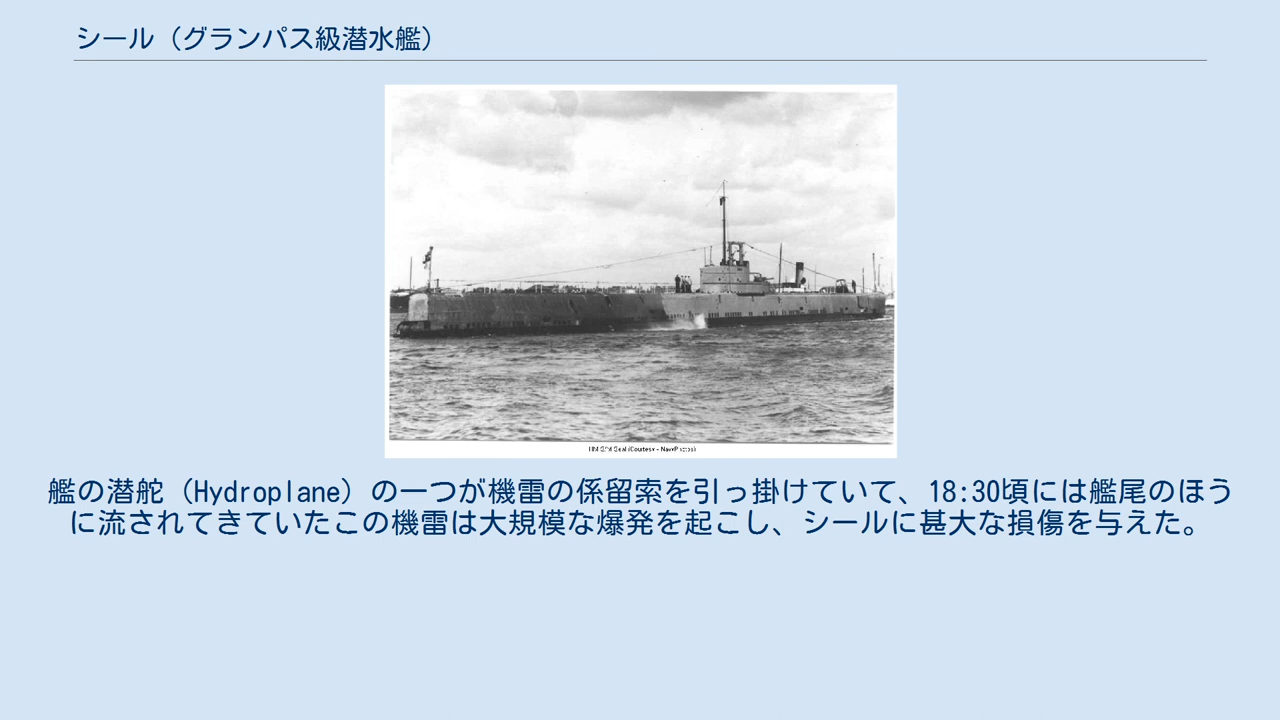 シール（グランパス級潜水艦）
HM S/M Seal (Courtesy - NavyPhotos)
艦の潜舵（Hydroplane）の一つが機雷の係留索を引っ掛けていて、18:30頃には艦尾のほう
に流されてきていたこの機雷は大規模な爆発を起こし、シールに甚大な損傷を与えた。